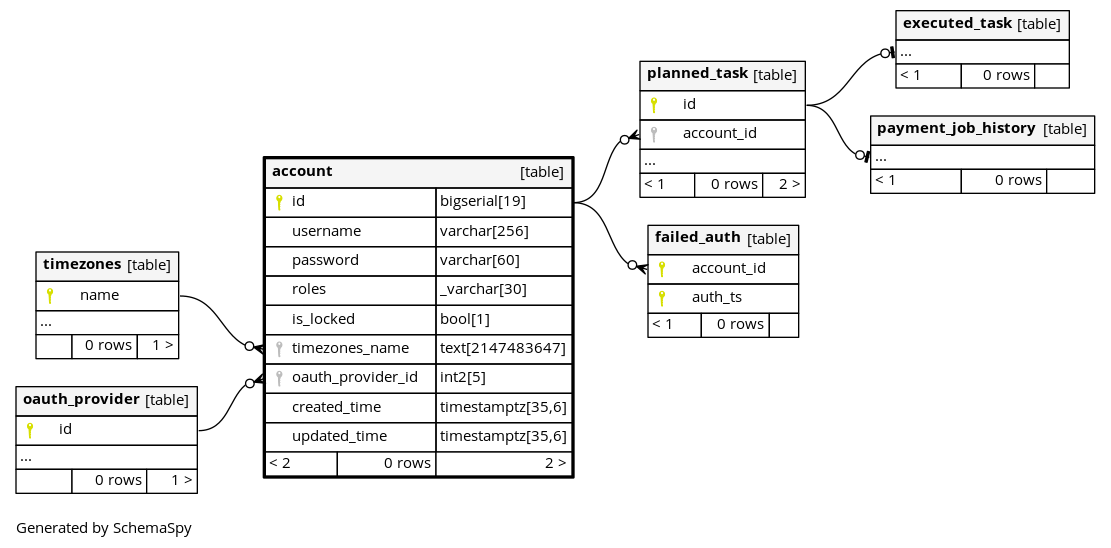 executed_task [table]
...
< 1 0 rows
planned_task [table]
id
account_id
...
< 1 0 rows 2 >
payment_job_history [table]
...
< 1 0 rows
account [table]
id bigserial[19]
username varchar[256]
password varchar[60]
roles _varchar[30]
is_locked bool[1]
timezones_name text[2147483647]
oauth_provider_id int2[5]
created_time timestamptz[35,6]
updated_time timestamptz[35,6]
< 2 0 rows 2 >
failed_auth [table]
account_id
auth_ts
< 1 0 rows
timezones [table]
name
...
0 rows 1 >
oauth_provider [table]
id
...
0 rows 1 >
Generated by SchemaSpy